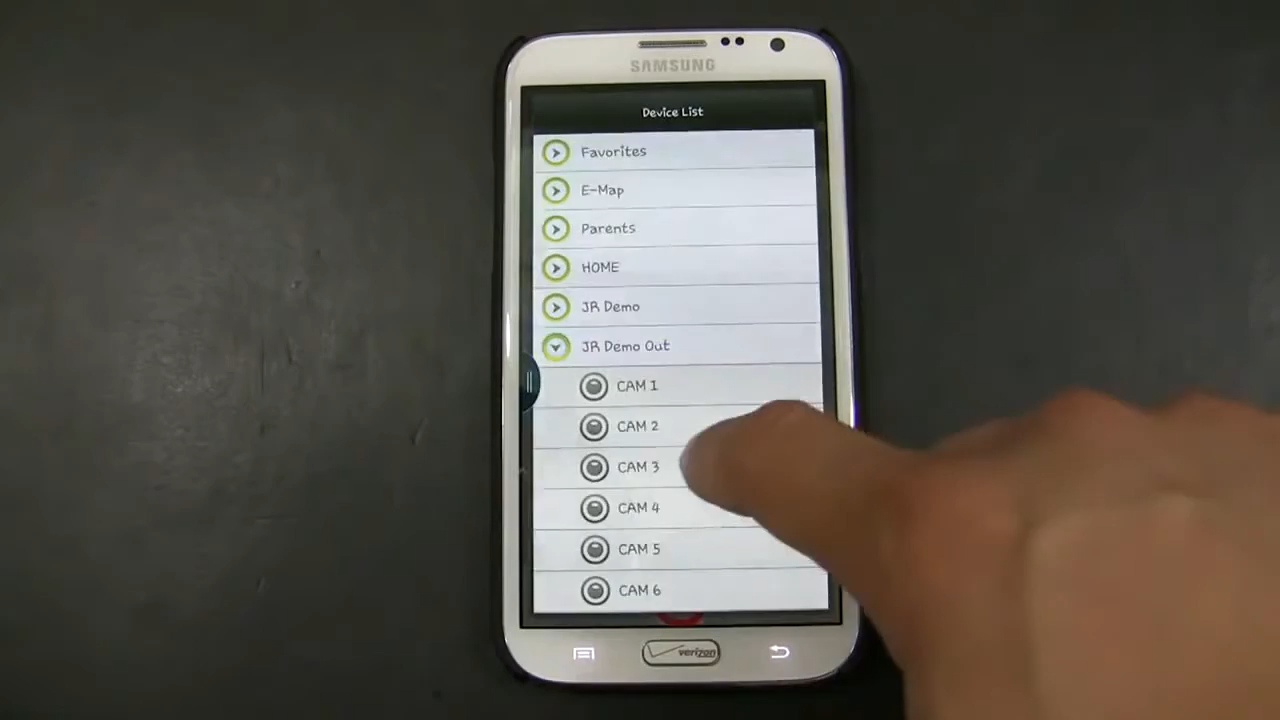 SAMSUNG
Device List
Favorites
E-Map
Parents
HOME
JR Demo
JR Demo Out
CAM 1
CAM 2
CAM 3
CAM 4
CAM 5
CAM 6
verizon